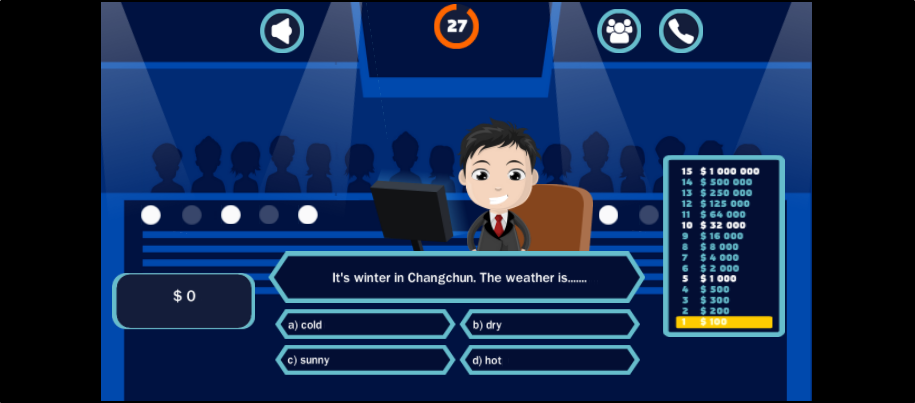 27
15 $ 1 000 000
14 $ 500 000
13 $ 250 000
12 $ 125 000
11 $ 64 000
10 $ 32 000
9 $ 16 000
8 $ 8 000
7 $ 4 000
6 $ 2 000
5 $ 1 000
4 $ 500
3 $ 300
2 $ 200
1 $ 100
$ 0
It's winter in Changchun. The weather is.......
a) cold
b) dry
c) sunny
d) hot